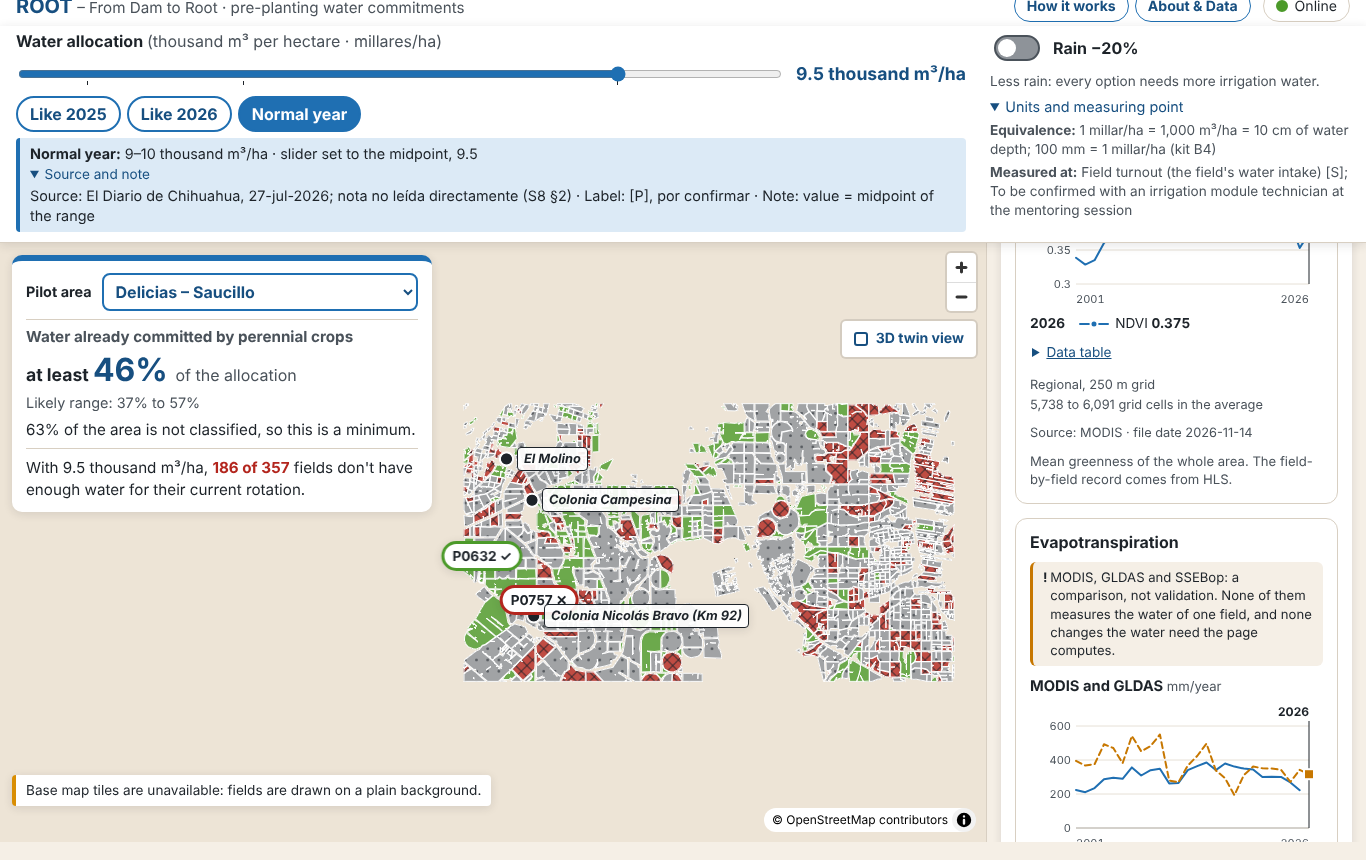 ROOT – From Dam to Root · pre-planting water commitments
How it works
About & Data
Online
Water allocation (thousand m³ per hectare · millares/ha)
9.5 thousand m³/ha
Like 2025
Like 2026
Normal year
Normal year: 9–10 thousand m³/ha · slider set to the midpoint, 9.5
▼ Source and note
Source: El Diario de Chihuahua, 27-jul-2026; nota no leída directamente (S8 §2) · Label: [P], por confirmar · Note: value = midpoint of
the range
Rain −20%
Less rain: every option needs more irrigation water.
▼ Units and measuring point
Equivalence: 1 millar/ha = 1,000 m³/ha = 10 cm of water
depth; 100 mm = 1 millar/ha (kit B4)
Measured at: Field turnout (the field's water intake) [S];
To be confirmed with an irrigation module technician at
the mentoring session
Pilot area
Delicias – Saucillo
Water already committed by perennial crops
at least 46% of the allocation
Likely range: 37% to 57%
63% of the area is not classified, so this is a minimum.
With 9.5 thousand m³/ha, 186 of 357 fields don't have
enough water for their current rotation.
+
−
3D twin view
El Molino
Colonia Campesina
P0632 ✓
P0757 ✕
Colonia Nicolás Bravo (Km 92)
Base map tiles are unavailable: fields are drawn on a plain background.
© OpenStreetMap contributors
0.35
0.3
2001 2026
2026 NDVI 0.375
▶ Data table
Regional, 250 m grid
5,738 to 6,091 grid cells in the average
Source: MODIS · file date 2026-11-14
Mean greenness of the whole area. The field-
by-field record comes from HLS.
Evapotranspiration
! MODIS, GLDAS and SSEBop: a
comparison, not validation. None of them
measures the water of one field, and none
changes the water need the page
computes.
MODIS and GLDAS mm/year
2026
600
400
200
0
2001 2026